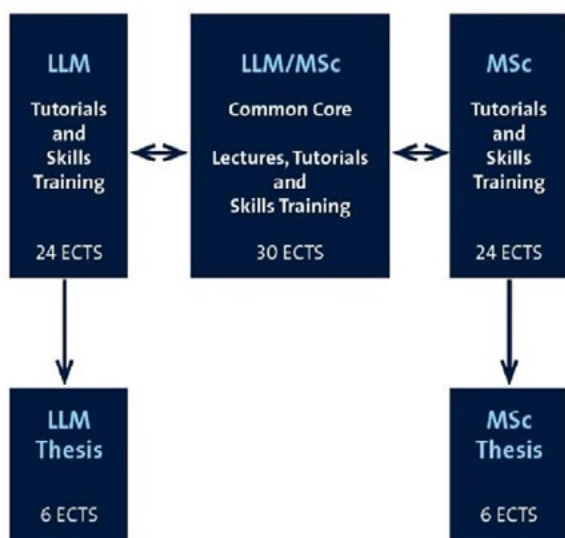 LLM
Tutorials
and
Skills
Training
24 ECTS
LLM/MSc
Common Core
Lectures, Tutorials
and
Skills Training
30 ECTS
MSc
Tutorials
and
Skills
Training
24 ECTS
LLM
Thesis
6 ECTS
MSc
Thesis
6 ECTS